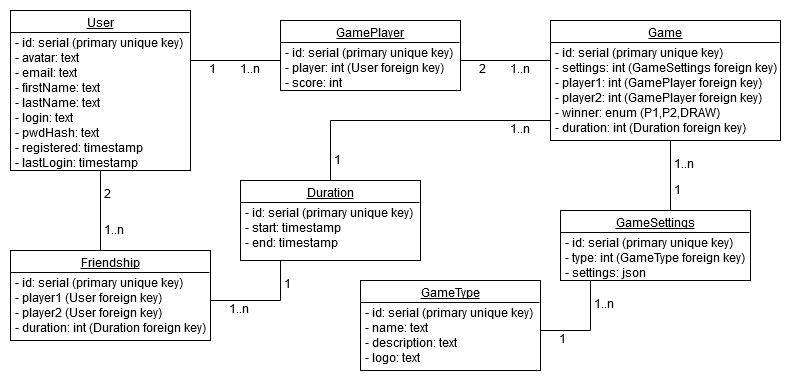 User
- id: serial (primary unique key)
- avatar: text
- email: text
- firstName: text
- lastName: text
- login: text
- pwdHash: text
- registered: timestamp
- lastLogin: timestamp
1
1..n
GamePlayer
- id: serial (primary unique key)
- player: int (User foreign key)
- score: int
2
1..n
Game
- id: serial (primary unique key)
- settings: int (GameSettings foreign key)
- player1: int (GamePlayer foreign key)
- player2: int (GamePlayer foreign key)
- winner: enum (P1,P2,DRAW)
- duration: int (Duration foreign key)
1..n
1
1..n
1
2
1..n
Duration
- id: serial (primary unique key)
- start: timestamp
- end: timestamp
GameSettings
- id: serial (primary unique key)
- type: int (GameType foreign key)
- settings: json
Friendship
- id: serial (primary unique key)
- player1 (User foreign key)
- player2 (User foreign key)
- duration: int (Duration foreign key)
1
1..n
GameType
- id: serial (primary unique key)
- name: text
- description: text
- logo: text
1..n
1